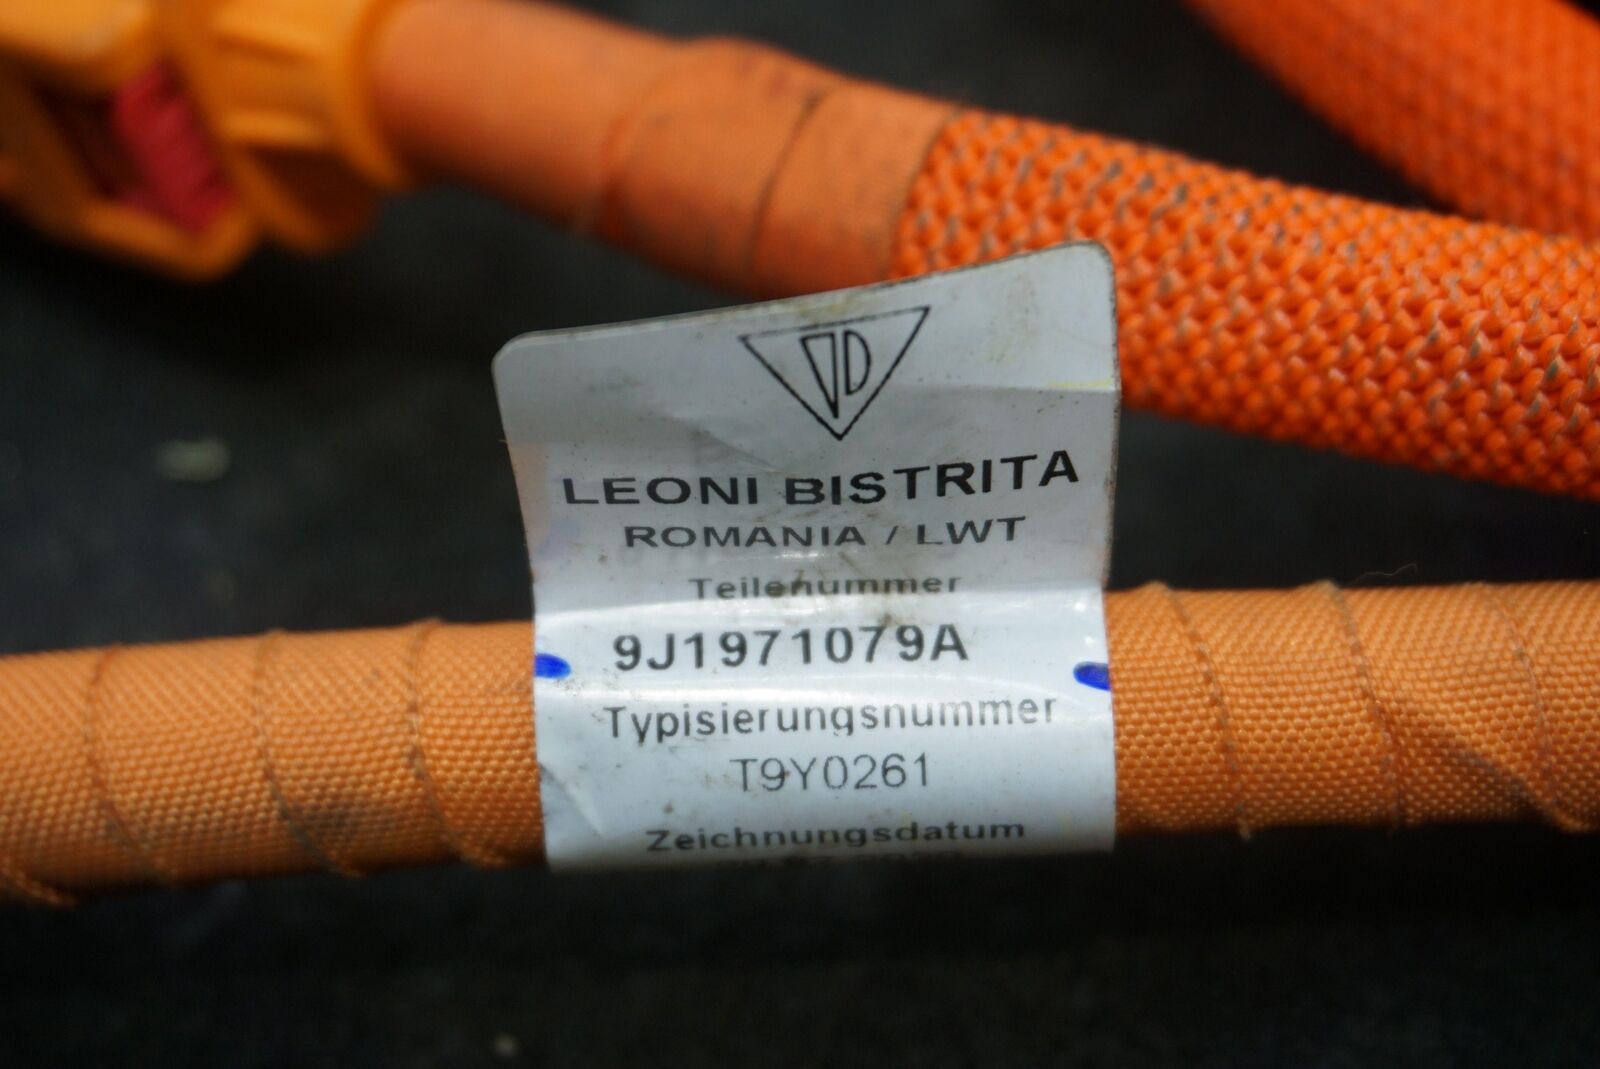 LEONI BISTRITA
ROMANIA / LWT
Teilenummer
9J1971079A
Typisierungsnummer
T9Y0261
Zeichnungsdatum